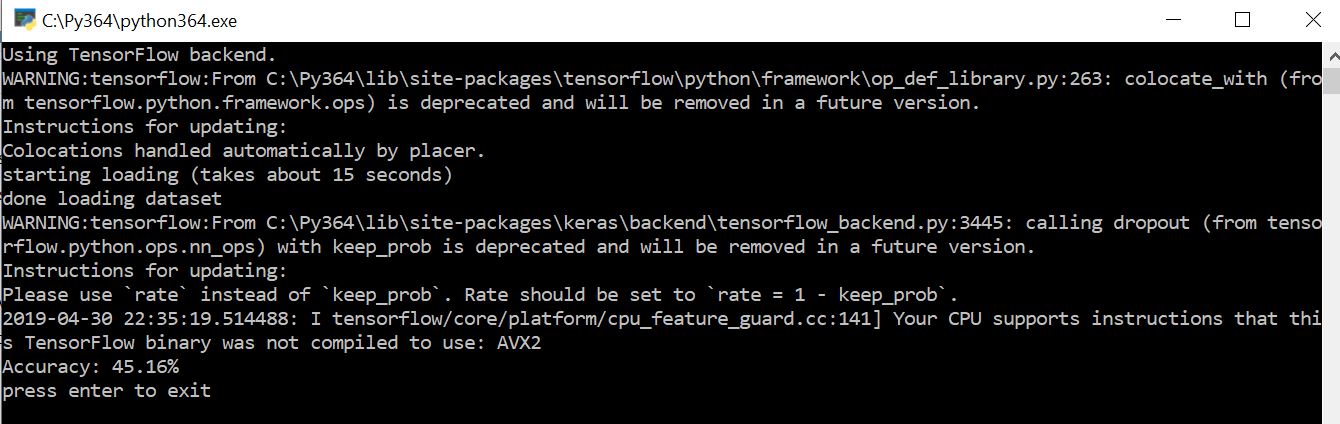 C:\Py364\python364.exe
Using TensorFlow backend.
WARNING:tensorflow:From C:\Py364\lib\site-packages\tensorflow\python\framework\op_def_library.py:263: colocate_with (fro
m tensorflow.python.framework.ops) is deprecated and will be removed in a future version.
Instructions for updating:
Colocations handled automatically by placer.
starting loading (takes about 15 seconds)
done loading dataset
WARNING:tensorflow:From C:\Py364\lib\site-packages\keras\backend\tensorflow_backend.py:3445: calling dropout (from tenso
rflow.python.ops.nn_ops) with keep_prob is deprecated and will be removed in a future version.
Instructions for updating:
Please use `rate` instead of `keep_prob`. Rate should be set to `rate = 1 - keep_prob`.
2019-04-30 22:35:19.514488: I tensorflow/core/platform/cpu_feature_guard.cc:141] Your CPU supports instructions that thi
s TensorFlow binary was not compiled to use: AVX2
Accuracy: 45.16%
press enter to exit